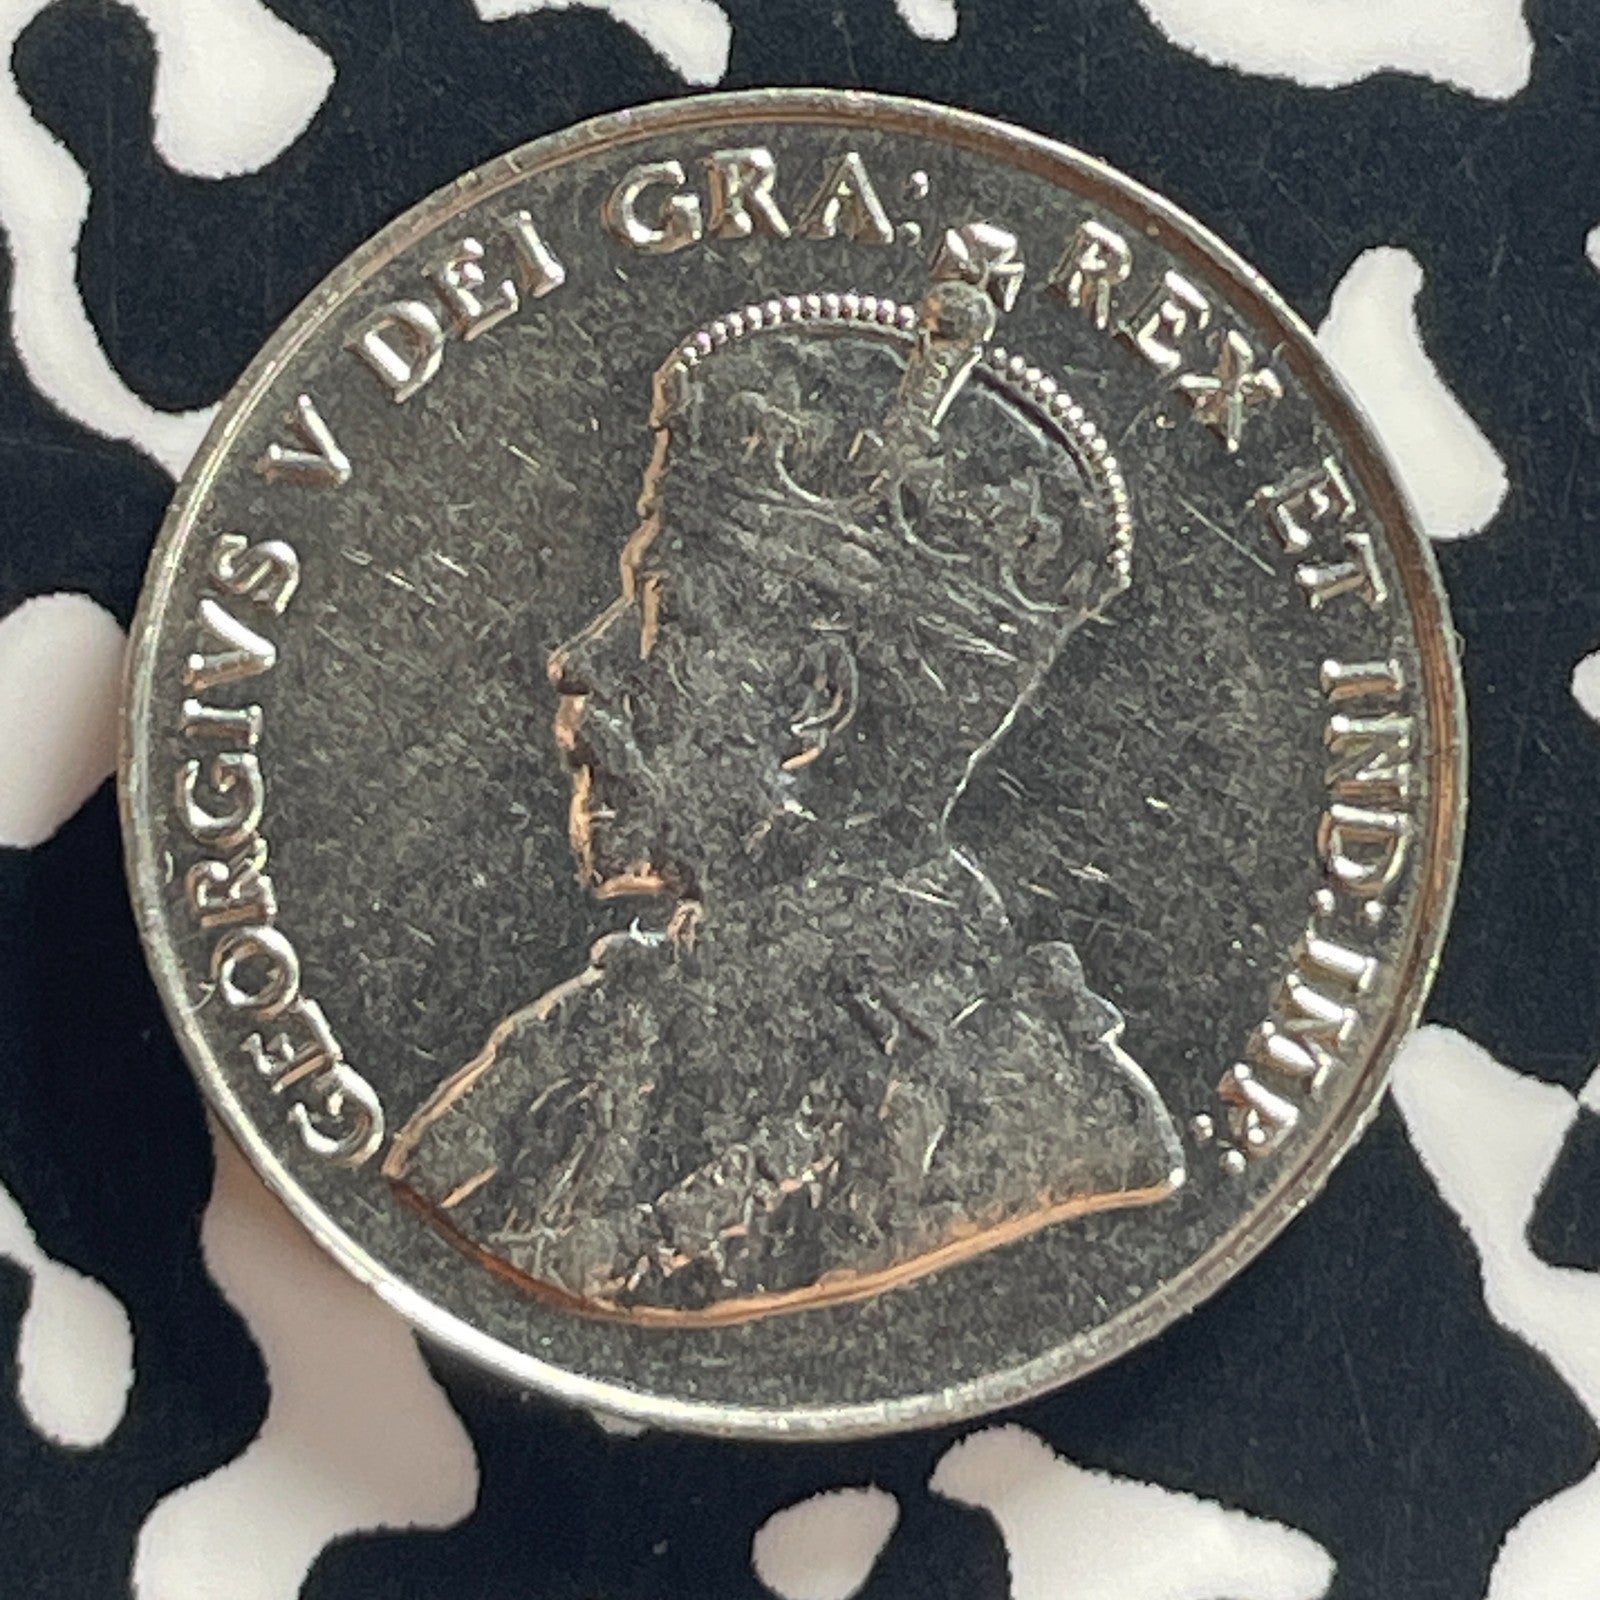 GEORGIVS V DEI GRA: REX ET IND: IMP: